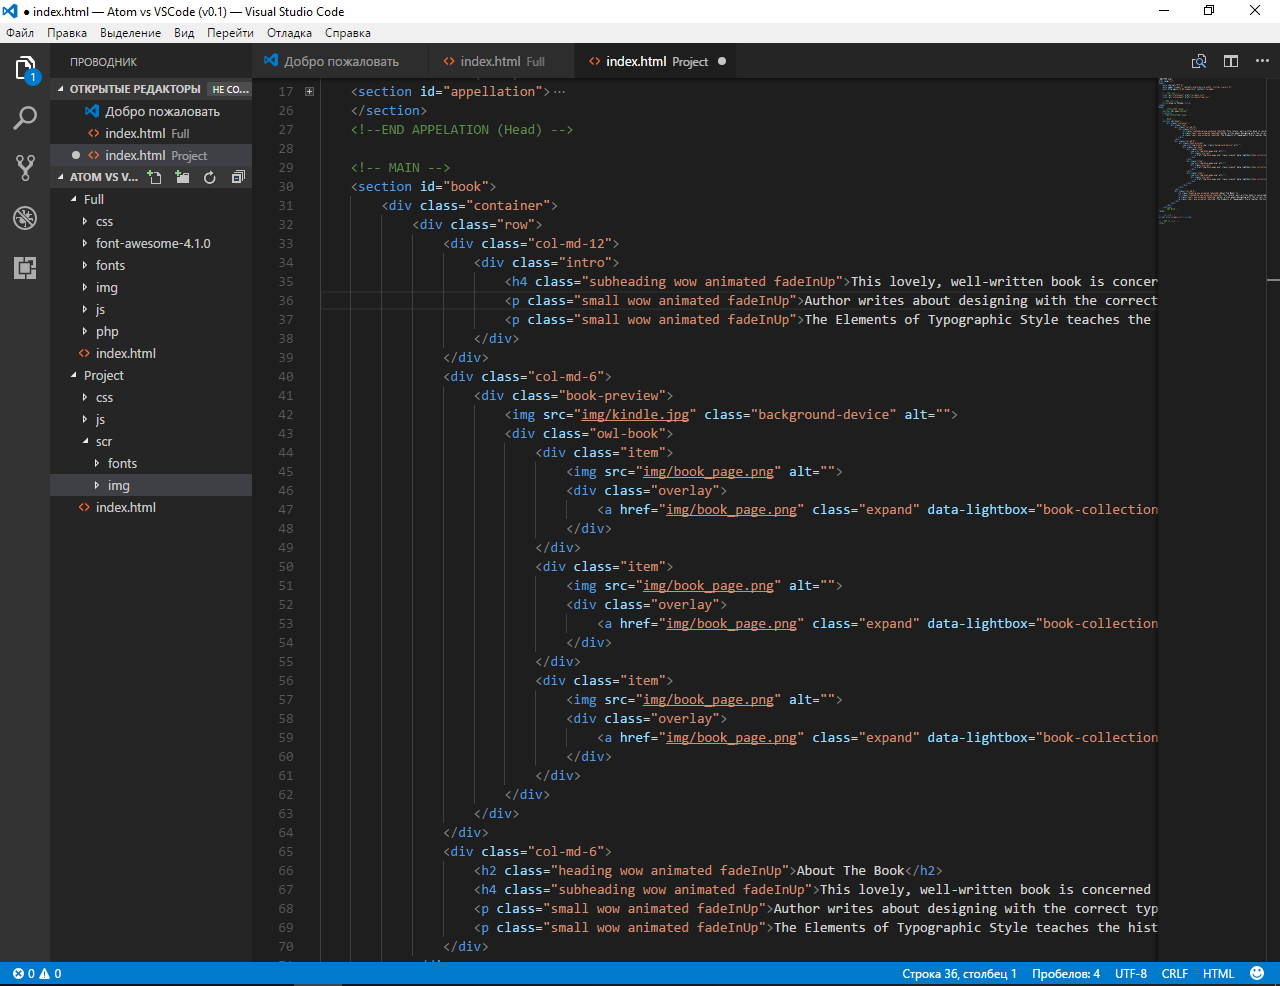 ● index.html — Atom vs VSCode (v0.1) — Visual Studio Code
Файл Правка Выделение Вид Перейти Отладка Справка
1
ПРОВОДНИК
ОТКРЫТЫЕ РЕДАКТОРЫ НЕ СО...
Добро пожаловать
index.html Full
● index.html Project
ATOM VS V...
Full
css
font-awesome-4.1.0
fonts
img
js
php
index.html
Project
css
js
scr
fonts
img
index.html
Добро пожаловать index.html Full index.html Project ●
17 <section id="appellation">...
26 </section>
27 <!--END APPELATION (Head) -->
28
29 <!-- MAIN -->
30 <section id="book">
31 <div class="container">
32 <div class="row">
33 <div class="col-md-12">
34 <div class="intro">
35 <h4 class="subheading wow animated fadeInUp">This lovely, well-written book is concer
36 <p class="small wow animated fadeInUp">Author writes about designing with the correct
37 <p class="small wow animated fadeInUp">The Elements of Typographic Style teaches the
38 </div>
39 </div>
40 <div class="col-md-6">
41 <div class="book-preview">
42 <img src="img/kindle.jpg" class="background-device" alt="">
43 <div class="owl-book">
44 <div class="item">
45 <img src="img/book_page.png" alt="">
46 <div class="overlay">
47 <a href="img/book_page.png" class="expand" data-lightbox="book-collection
48 </div>
49 </div>
50 <div class="item">
51 <img src="img/book_page.png" alt="">
52 <div class="overlay">
53 <a href="img/book_page.png" class="expand" data-lightbox="book-collection
54 </div>
55 </div>
56 <div class="item">
57 <img src="img/book_page.png" alt="">
58 <div class="overlay">
59 <a href="img/book_page.png" class="expand" data-lightbox="book-collection
60 </div>
61 </div>
62 </div>
63 </div>
64 </div>
65 <div class="col-md-6">
66 <h2 class="heading wow animated fadeInUp">About The Book</h2>
67 <h4 class="subheading wow animated fadeInUp">This lovely, well-written book is concerned
68 <p class="small wow animated fadeInUp">Author writes about designing with the correct typ
69 <p class="small wow animated fadeInUp">The Elements of Typographic Style teaches the hist
70 </div>
0 0 Строка 36, столбец 1 Пробелов: 4 UTF-8 CRLF HTML